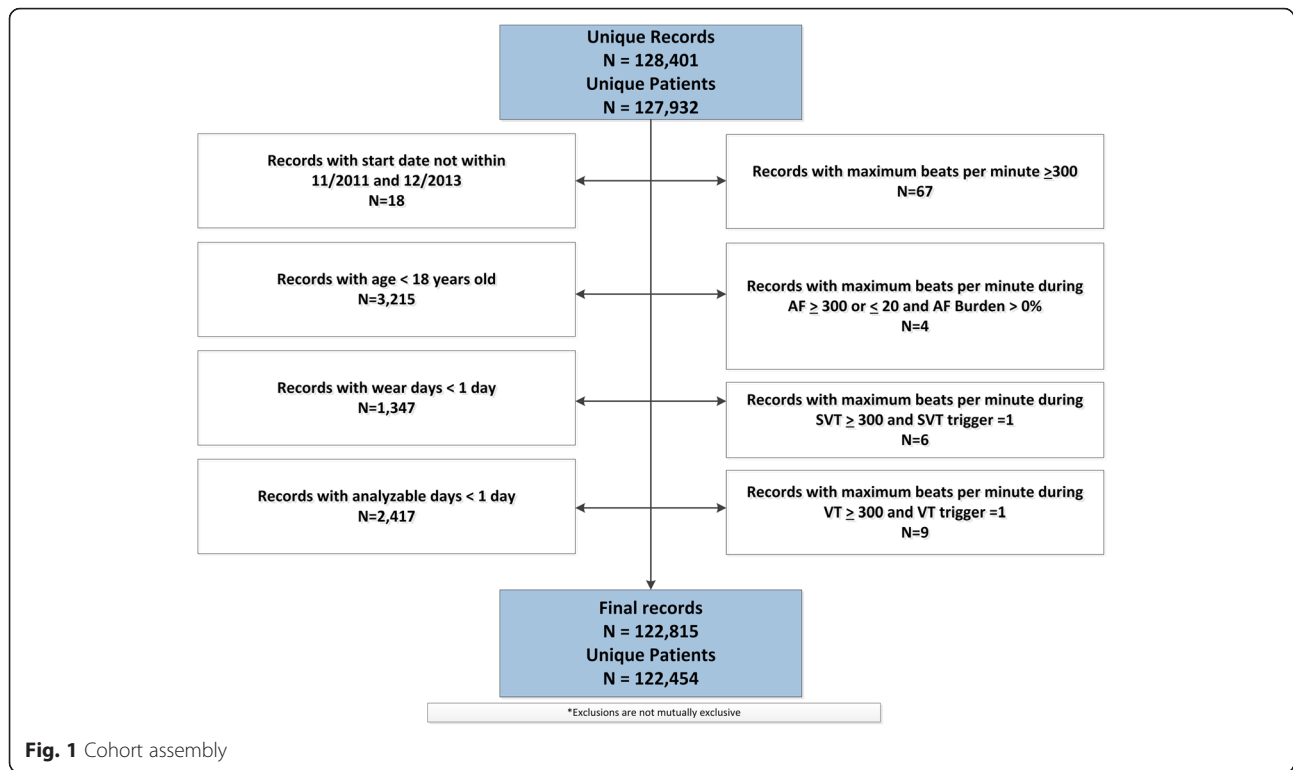 Unique Records
N = 128,401
Unique Patients
N = 127,932
Records with start date not within
11/2011 and 12/2013
N=18
Records with maximum beats per minute ≥300
N=67
Records with age < 18 years old
N=3,215
Records with maximum beats per minute during
AF ≥ 300 or ≤ 20 and AF Burden > 0%
N=4
Records with wear days < 1 day
N=1,347
Records with maximum beats per minute during
SVT ≥ 300 and SVT trigger =1
N=6
Records with analyzable days < 1 day
N=2,417
Records with maximum beats per minute during
VT ≥ 300 and VT trigger =1
N=9
Final records
N = 122,815
Unique Patients
N = 122,454
*Exclusions are not mutually exclusive
Fig. 1 Cohort assembly